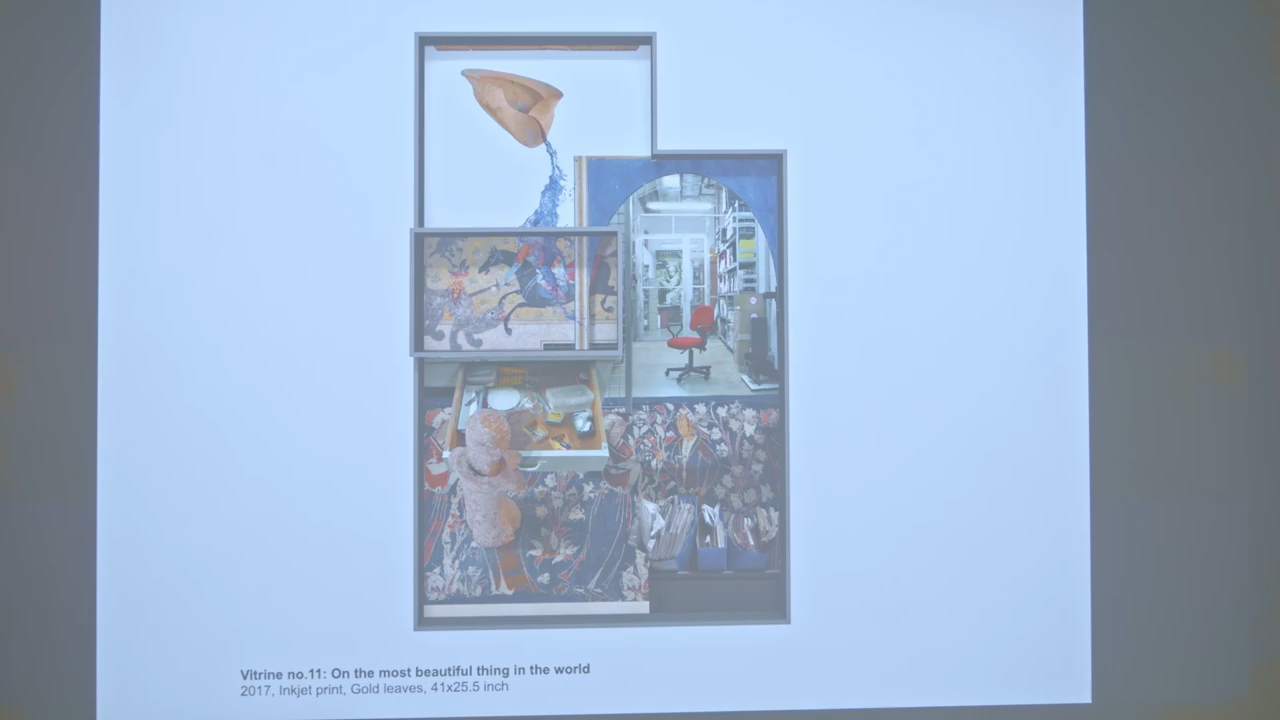 Vitrine no.11: On the most beautiful thing in the world
2017, Inkjet print, Gold leaves, 41x25.5 inch